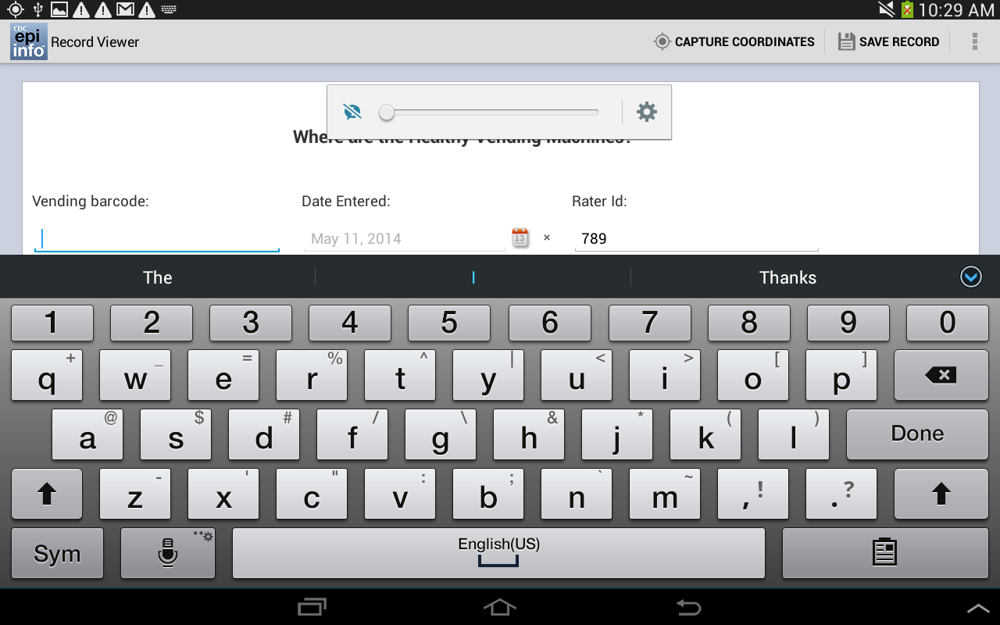 10:29 AM
CDC
epi
info
Record Viewer
CAPTURE COORDINATES
SAVE RECORD
Where are the Healthy Vending Machines?
Vending barcode:
Date Entered:
Rater Id:
May 11, 2014
13
×
789
The
I
Thanks
1 2 3 4 5 6 7 8 9 0
+ _ = % ^ | < > [ ]
q w e r t y u i o p
@ $ # / \ & * ( )
a s d f g h j k l Done
- ' " : ; ` ~ ! ?
z x c v b n m , .
Sym
English(US)